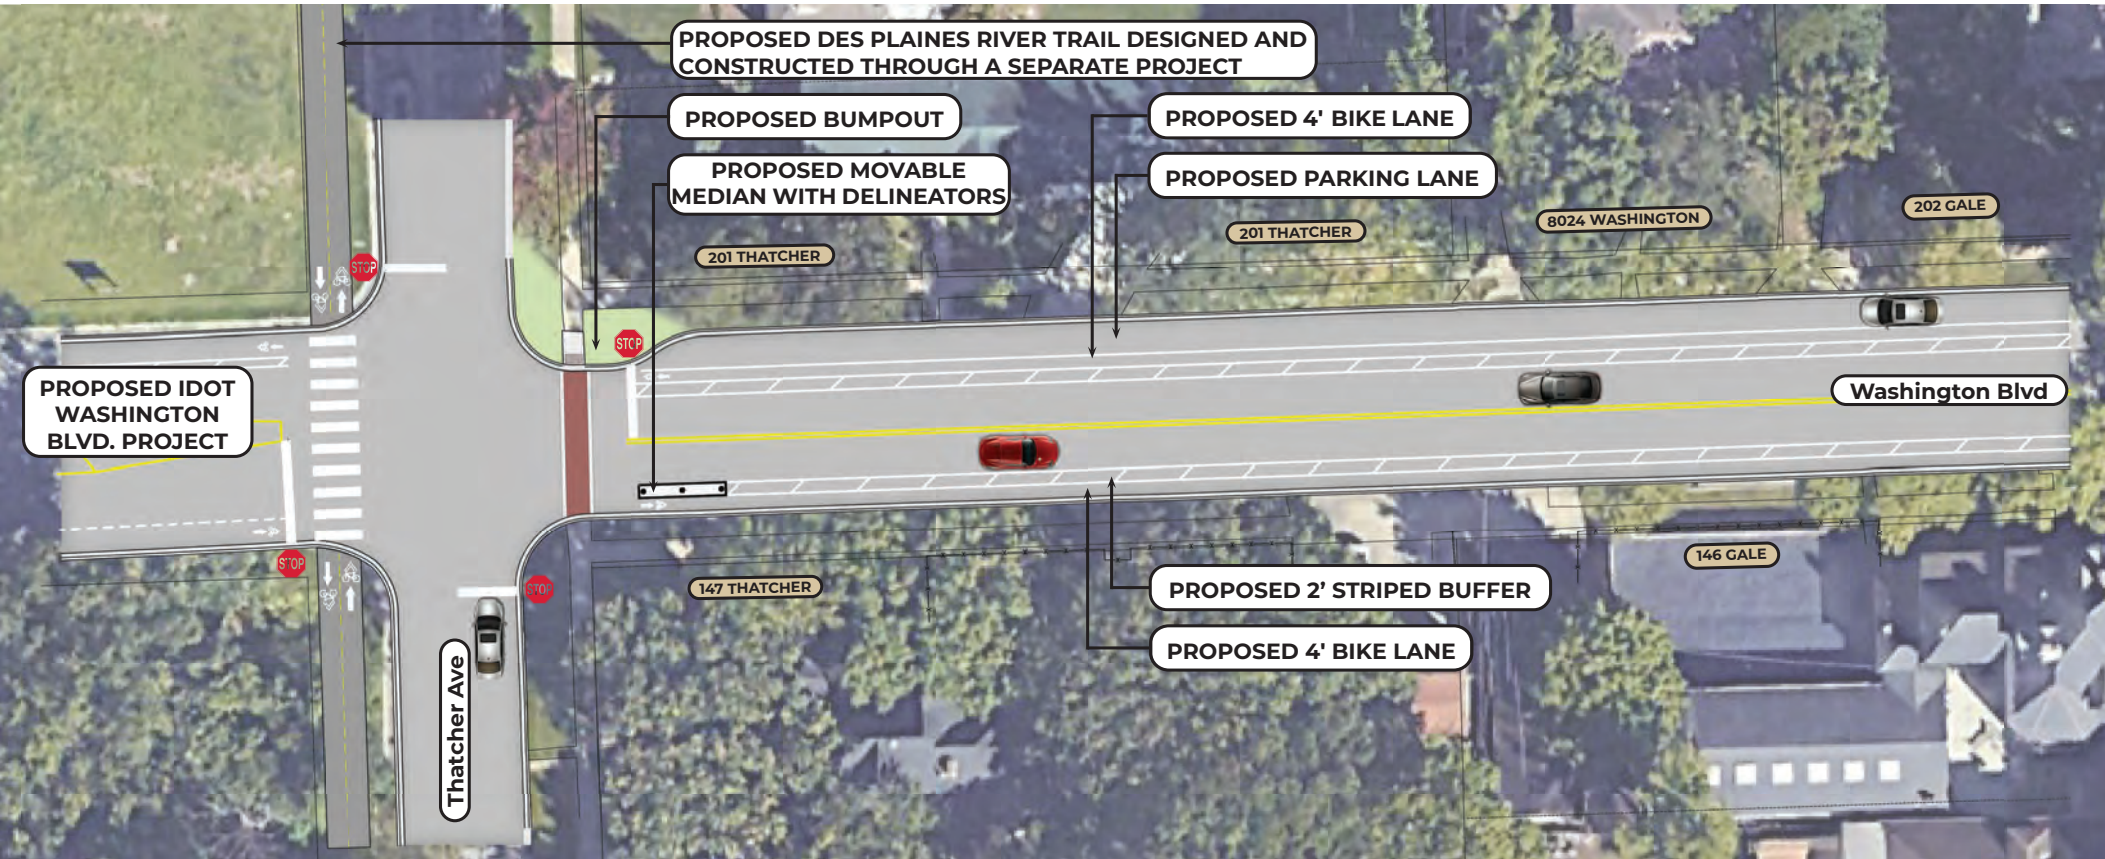 PROPOSED DES PLAINES RIVER TRAIL DESIGNED AND
CONSTRUCTED THROUGH A SEPARATE PROJECT
PROPOSED BUMPOUT
PROPOSED 4' BIKE LANE
PROPOSED MOVABLE
MEDIAN WITH DELINEATORS
PROPOSED PARKING LANE
202 GALE
8024 WASHINGTON
201 THATCHER
201 THATCHER
STOP
STOP
PROPOSED IDOT
WASHINGTON
BLVD. PROJECT
Washington Blvd
STOP
STOP
147 THATCHER
146 GALE
PROPOSED 2’ STRIPED BUFFER
PROPOSED 4' BIKE LANE
Thatcher Ave